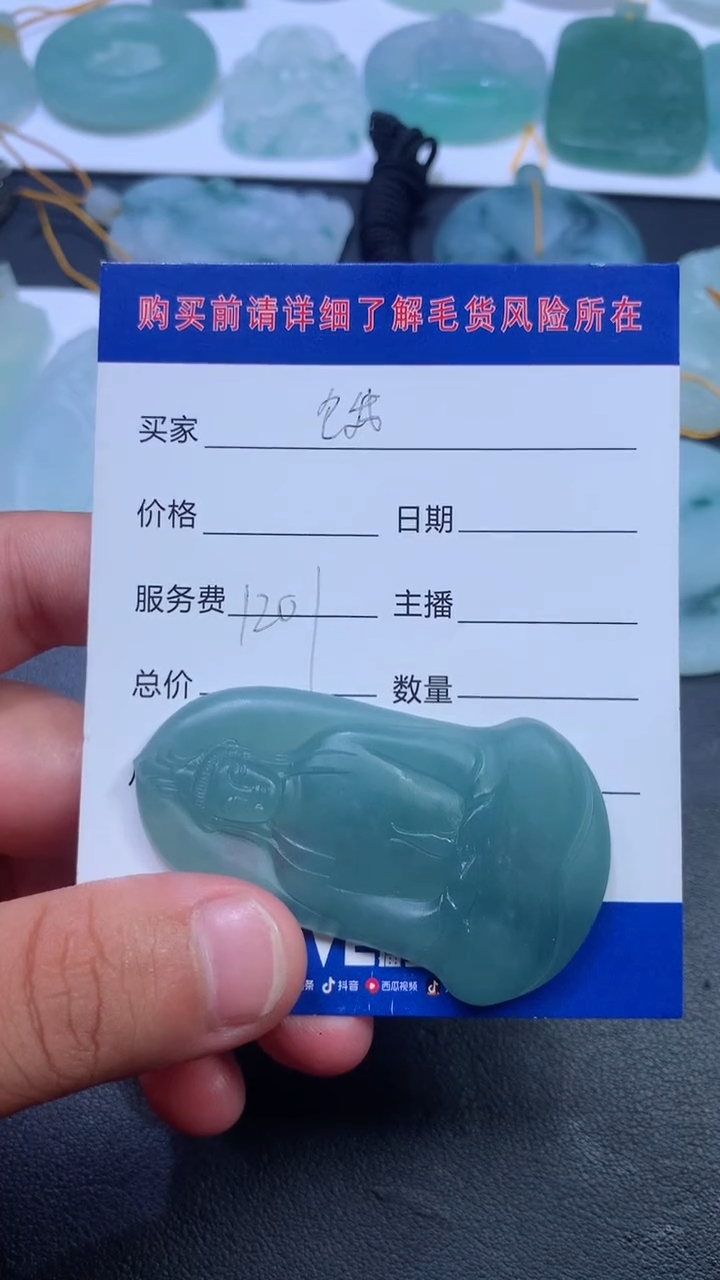 购买前请详细了解毛货风险所在
买家
价格 日期
服务费 1201 主播
总价 数量
抖音 西瓜视频